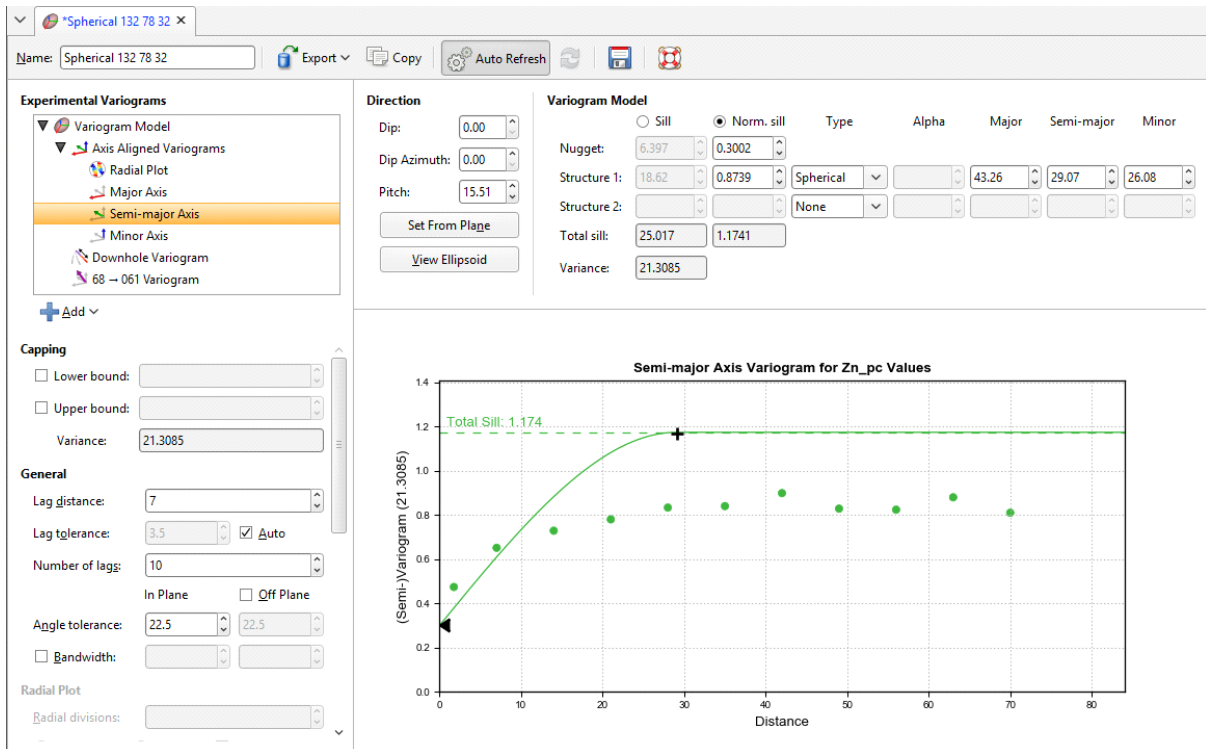 *Spherical 132 78 32
Name: Spherical 132 78 32 Export Copy Auto Refresh
Experimental Variograms
Variogram Model
Axis Aligned Variograms
Radial Plot
Major Axis
Semi-major Axis
Minor Axis
Downhole Variogram
68 → 061 Variogram
Add
Capping
Lower bound:
Upper bound:
Variance: 21.3085
General
Lag distance: 7
Lag tolerance: 3.5 Auto
Number of lags: 10
In Plane Off Plane
Angle tolerance: 22.5 22.5
Bandwidth:
Radial Plot
Radial divisions:
Direction
Dip: 0.00
Dip Azimuth: 0.00
Pitch: 15.51
Set From Plane
View Ellipsoid
Variogram Model
Sill Norm. sill Type Alpha Major Semi-major Minor
Nugget: 6.397 0.3002
Structure 1: 18.62 0.8739 Spherical 43.26 29.07 26.08
Structure 2: None
Total sill: 25.017 1.1741
Variance: 21.3085
Semi-major Axis Variogram for Zn_pc Values
(Semi-)Variogram (21.3085)
1.4
1.2
1.0
0.8
0.6
0.4
0.2
0.0
Total Sill: 1.174
0 10 20 30 40 50 60 70 80
Distance